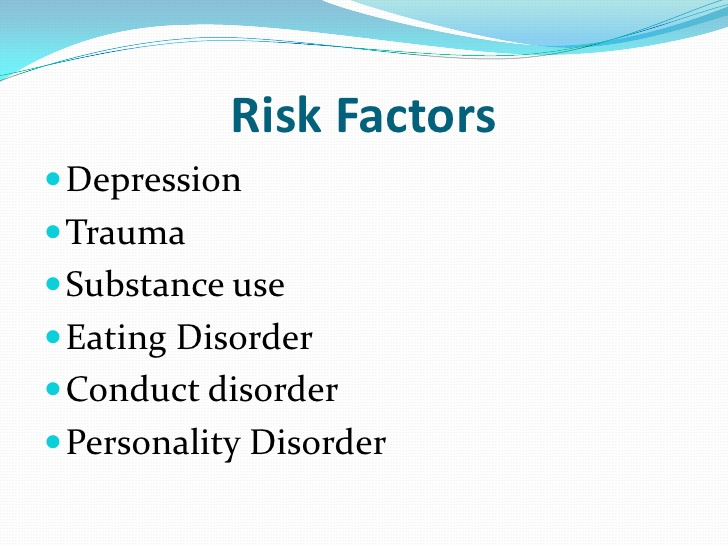 Risk Factors
Depression
Trauma
Substance use
Eating Disorder
Conduct disorder
Personality Disorder